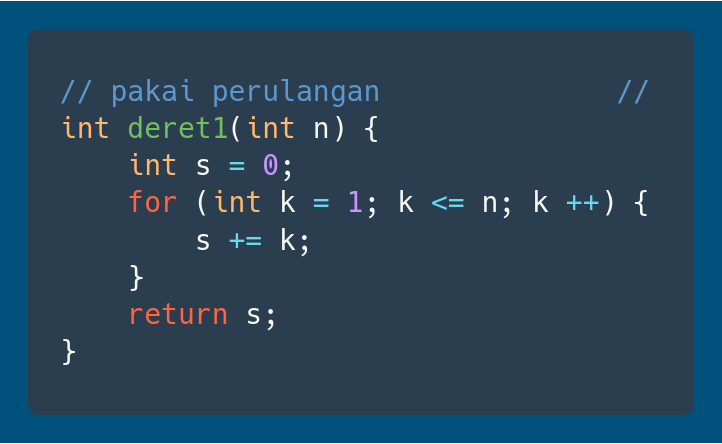 // pakai perulangan              //
int deret1(int n) {
    int s = 0;
    for (int k = 1; k <= n; k ++) {
        s += k;
    }
    return s;
}